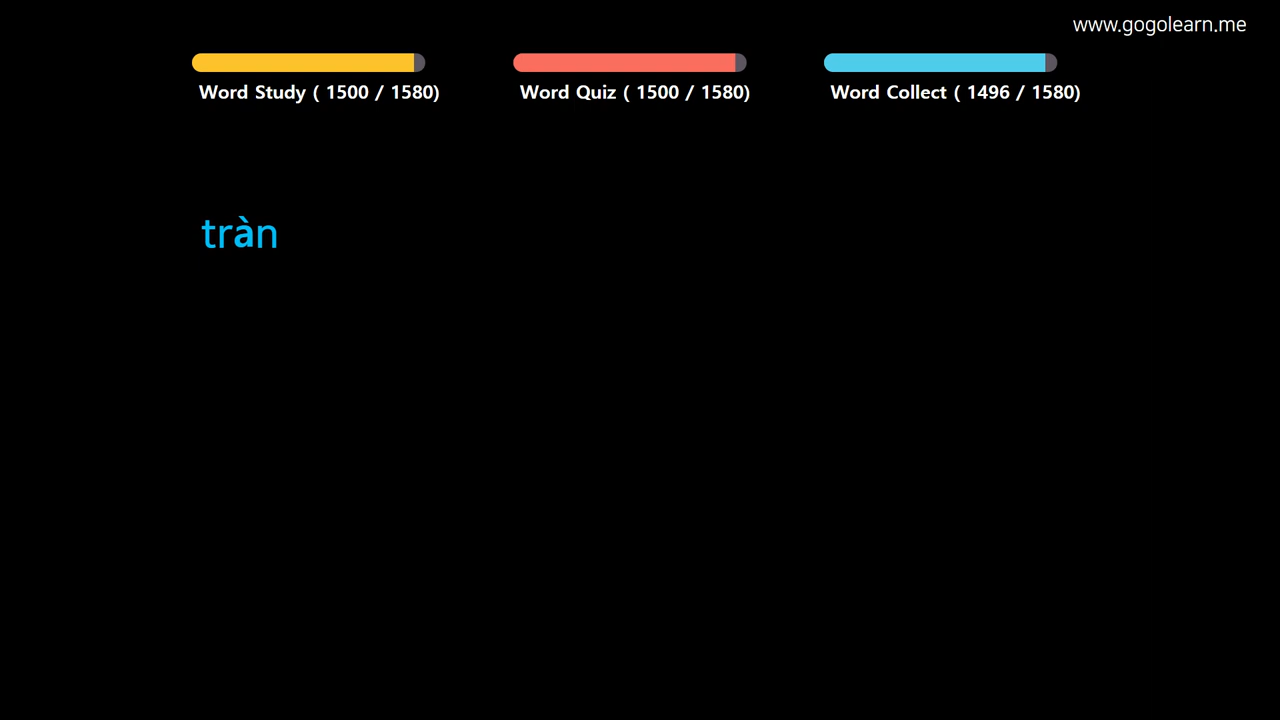 www.gogolearn.me
Word Study ( 1500 / 1580)
Word Quiz ( 1500 / 1580)
Word Collect ( 1496 / 1580)
tràn